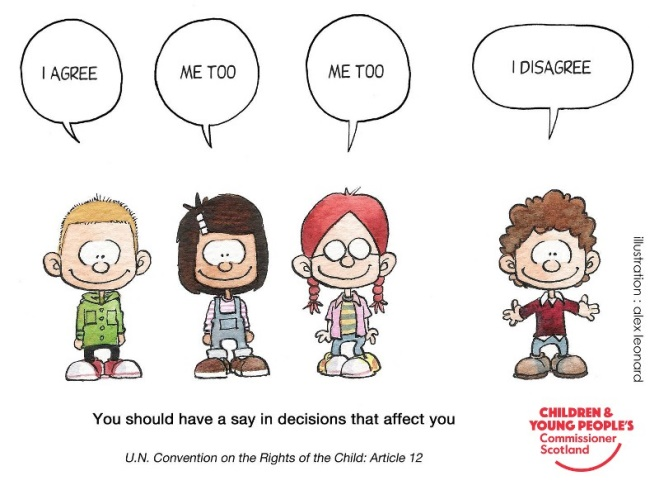 I AGREE
ME TOO
ME TOO
I DISAGREE
illustration : alex leonard
You should have a say in decisions that affect you
U.N. Convention on the Rights of the Child: Article 12
CHILDREN &
YOUNG PEOPLE'S
Commissioner
Scotland